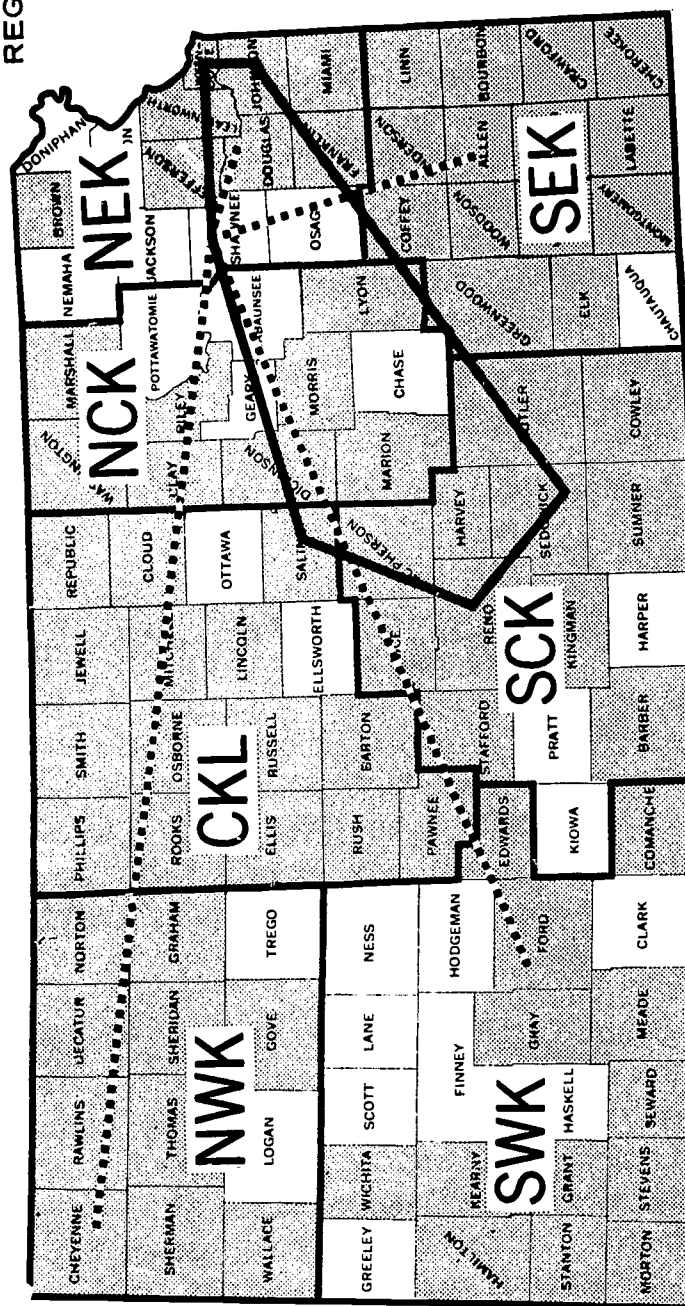 REG
CHEYENNE
RAWLINS
DECATUR
NORTON
PHILLIPS
SMITH
JEWELL
REPUBLIC
MARSHALL
NEMAHA
BROWN
DONIPHAN
SHERMAN
THOMAS
SHERIDAN
GRAHAM
ROOKS
OSBORNE
CLOUD
POTTAWATOMIE
JACKSON
NWK
CKL
NCK
NEK
WALLACE
LOGAN
GOVE
TREGO
ELLIS
RUSSELL
LINCOLN
OTTAWA
GEARY
GREELEY
WICHITA
SCOTT
LANE
NESS
RUSH
BARTON
ELLSWORTH
MORRIS
LYON
OSAG
DOUGLAS
MIAMI
HAMILTON
KEARNY
FINNEY
HODGEMAN
PAWNEE
STAFFORD
RENO
HARVEY
MARION
CHASE
COFFEY
LINN
SWK
SCK
SEK
STANTON
GRANT
HASKELL
GRAY
FORD
EDWARDS
KIOWA
PRATT
KINGMAN
GREENWOOD
WOODSON
ALLEN
BOURBON
MORTON
STEVENS
SEWARD
MEADE
CLARK
COMANCHE
BARBER
HARPER
SUMNER
COWLEY
ELK
CHAUTAUQUA
MONTGOMERY
LABETTE
CRAWFORD
CHEROKEE